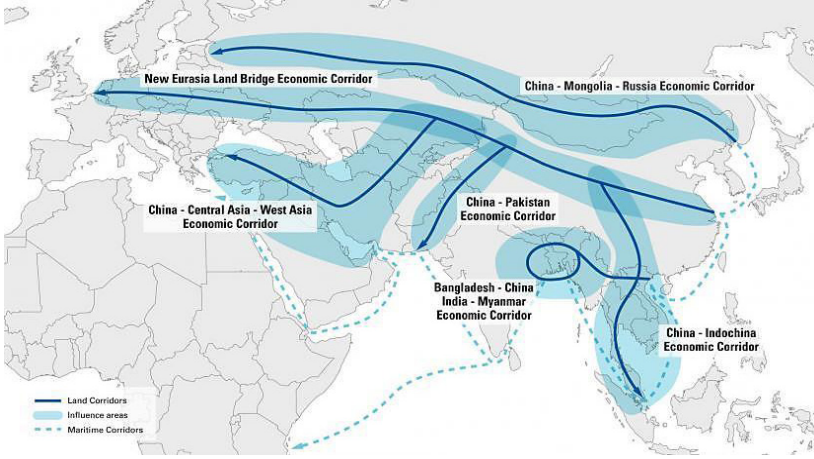 New Eurasia Land Bridge Economic Corridor
China - Mongolia - Russia Economic Corridor
China - Central Asia - West Asia
Economic Corridor
China - Pakistan
Economic Corridor
Bangladesh - China
India - Myanmar
Economic Corridor
China - Indochina
Economic Corridor
Land Corridors
Influence areas
Maritime Corridors